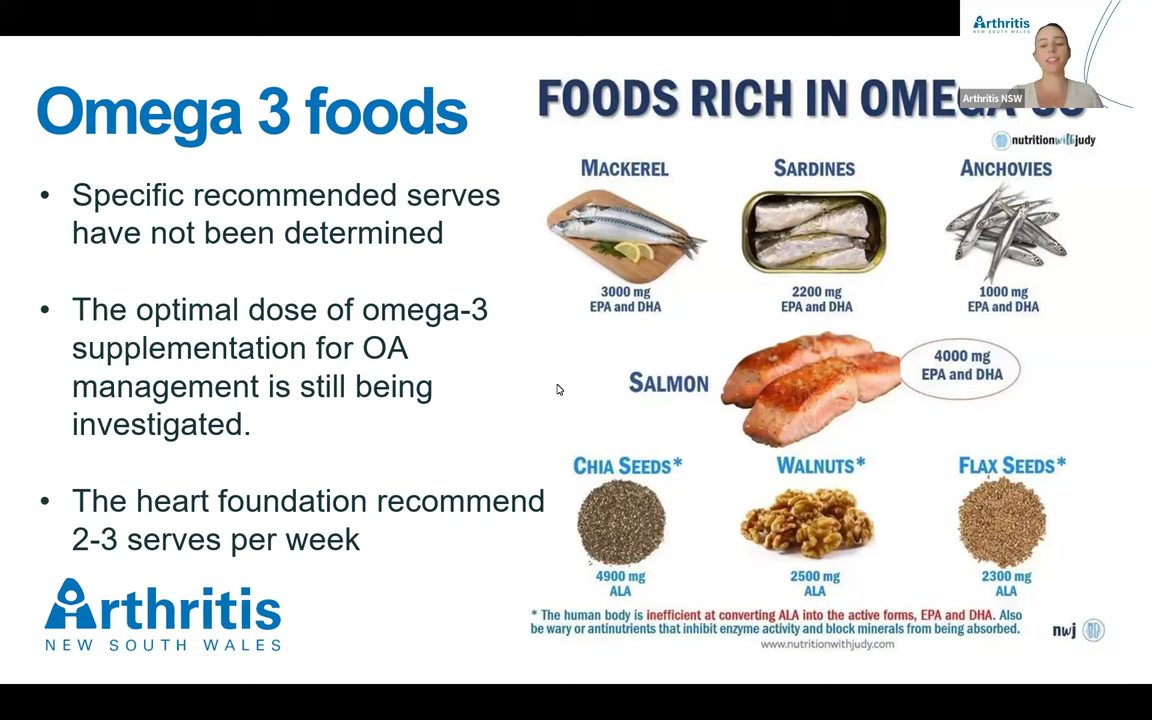 Arthritis
NEW SOUTH WALES
Arthritis NSW
Omega 3 foods
• Specific recommended serves
have not been determined
• The optimal dose of omega-3
supplementation for OA
management is still being
investigated.
• The heart foundation recommend
2-3 serves per week
Arthritis
NEW SOUTH WALES
FOODS RICH IN
nutritionwithjudy
MACKEREL
3000 mg
EPA and DHA
SARDINES
2200 mg
EPA and DHA
ANCHOVIES
1000 mg
EPA and DHA
SALMON
4000 mg
EPA and DHA
CHIA SEEDS*
4900 mg
ALA
WALNUTS*
2500 mg
ALA
FLAX SEEDS*
2300 mg
ALA
* The human body is inefficient at converting ALA into the active forms, EPA and DHA. Also
be wary or antinutrients that inhibit enzyme activity and block minerals from being absorbed.
www.nutritionwithjudy.com
nwj